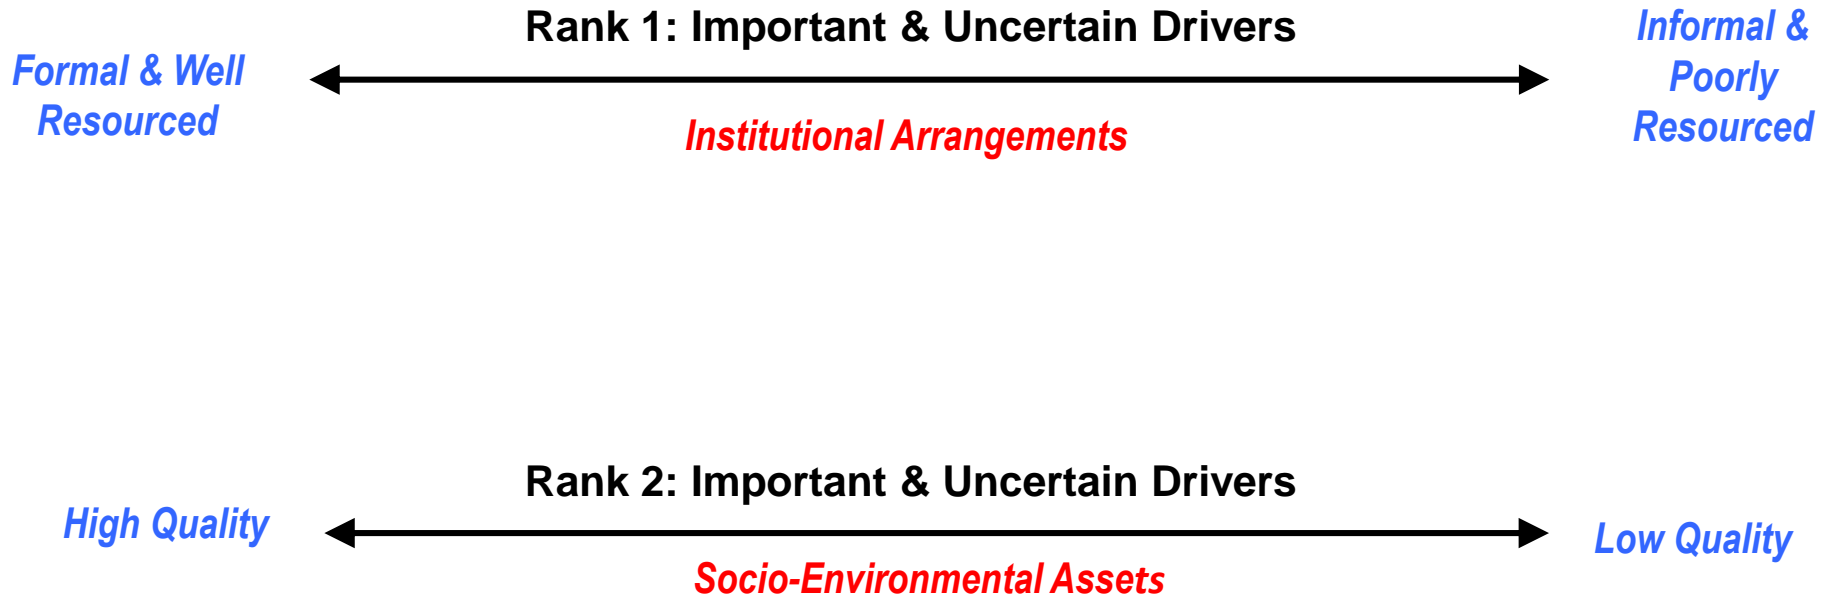 Rank 1: Important & Uncertain Drivers
Formal & Well
Resourced
Informal &
Poorly
Resourced
Institutional Arrangements
Rank 2: Important & Uncertain Drivers
High Quality
Low Quality
Socio-Environmental Assets